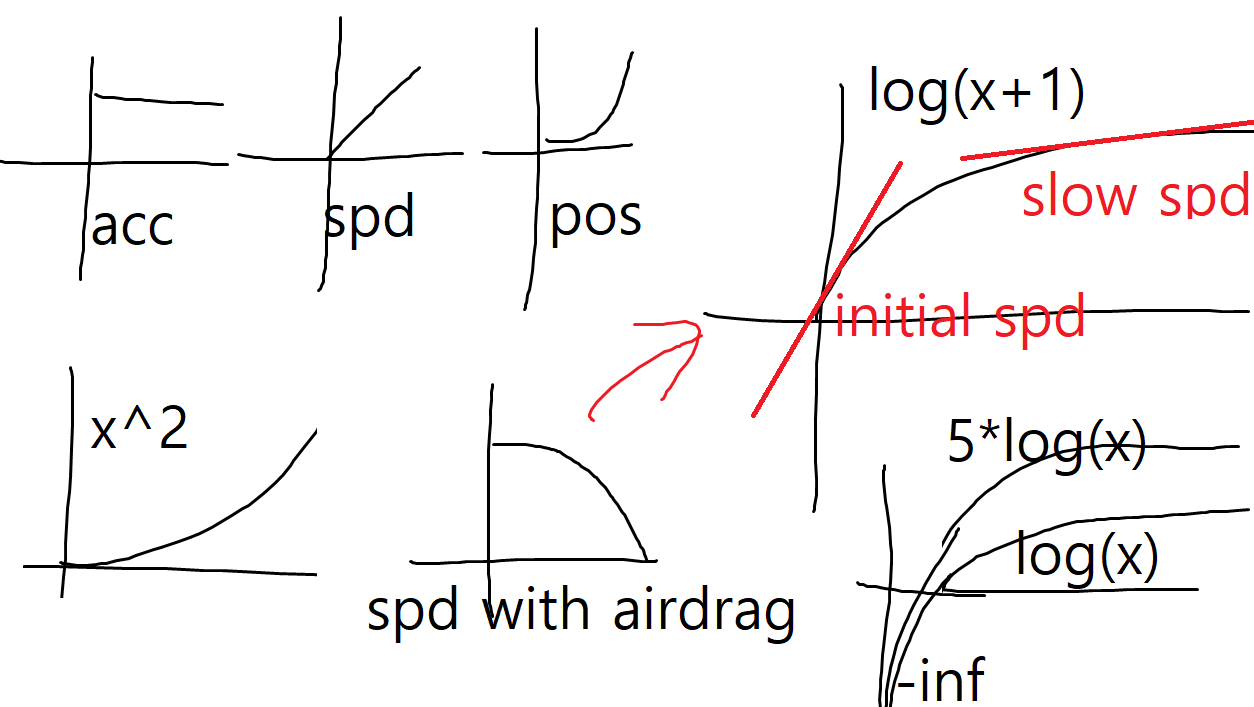 acc
spd
pos
log(x+1)
slow spd
initial spd
x^2
spd with airdrag
5*log(x)
log(x)
-inf